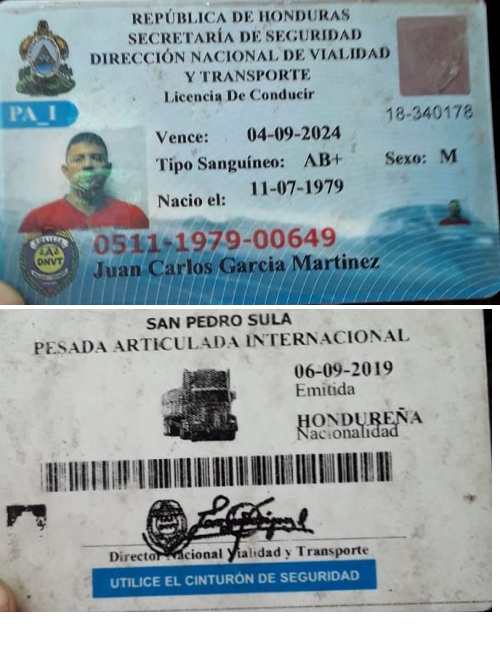 REPÚBLICA DE HONDURAS
SECRETARÍA DE SEGURIDAD
DIRECCIÓN NACIONAL DE VIALIDAD
Y TRANSPORTE
Licencia De Conducir
18-340178
PA_I
Vence: 04-09-2024
Tipo Sanguíneo: AB+ Sexo: M
Nacio el: 11-07-1979
DNVT
0511-1979-00649
Juan Carlos Garcia Martinez
SAN PEDRO SULA
PESADA ARTICULADA INTERNACIONAL
06-09-2019
Emitida
HONDUREÑA
Nacionalidad
Director Nacional Vialidad y Transporte
UTILICE EL CINTURÓN DE SEGURIDAD